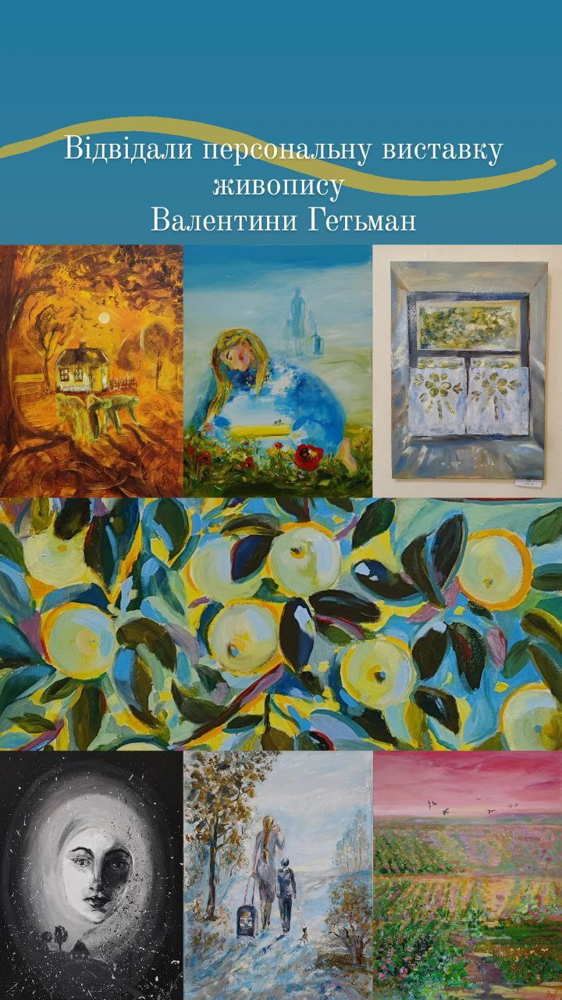 Відвідали персональну виставку
живопису
Валентини Гетьман